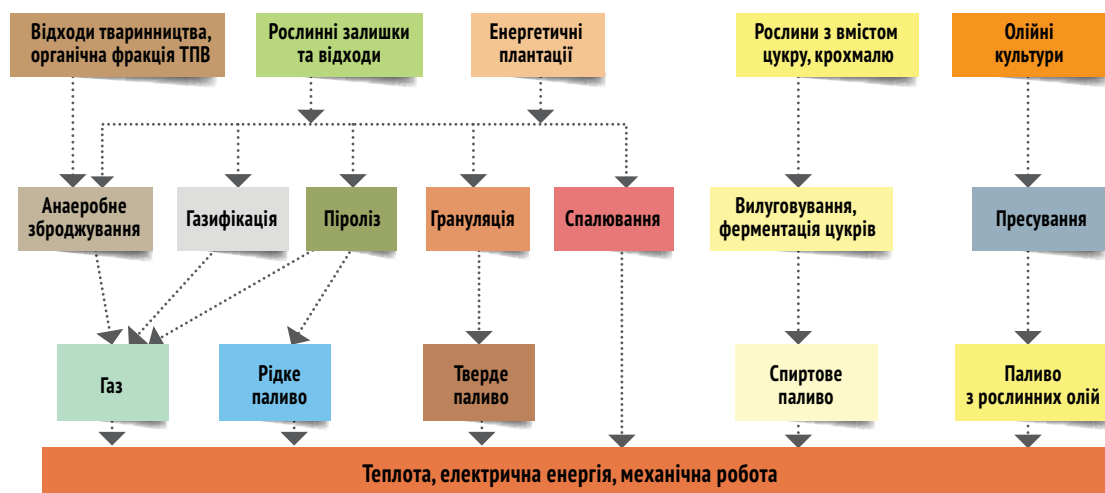 Відходи тваринництва,
органічна фракція ТПВ
Рослинні залишки
та відходи
Енергетичні
плантації
Рослини з вмістом
цукру, крохмалю
Олійні
культури
Анаеробне
зброджування
Газифікація
Піроліз
Грануляція
Спалювання
Вилуговування,
ферментація цукрів
Пресування
Газ
Рідке
паливо
Тверде
паливо
Спиртове
паливо
Паливо
з рослинних олій
Теплота, електрична енергія, механічна робота